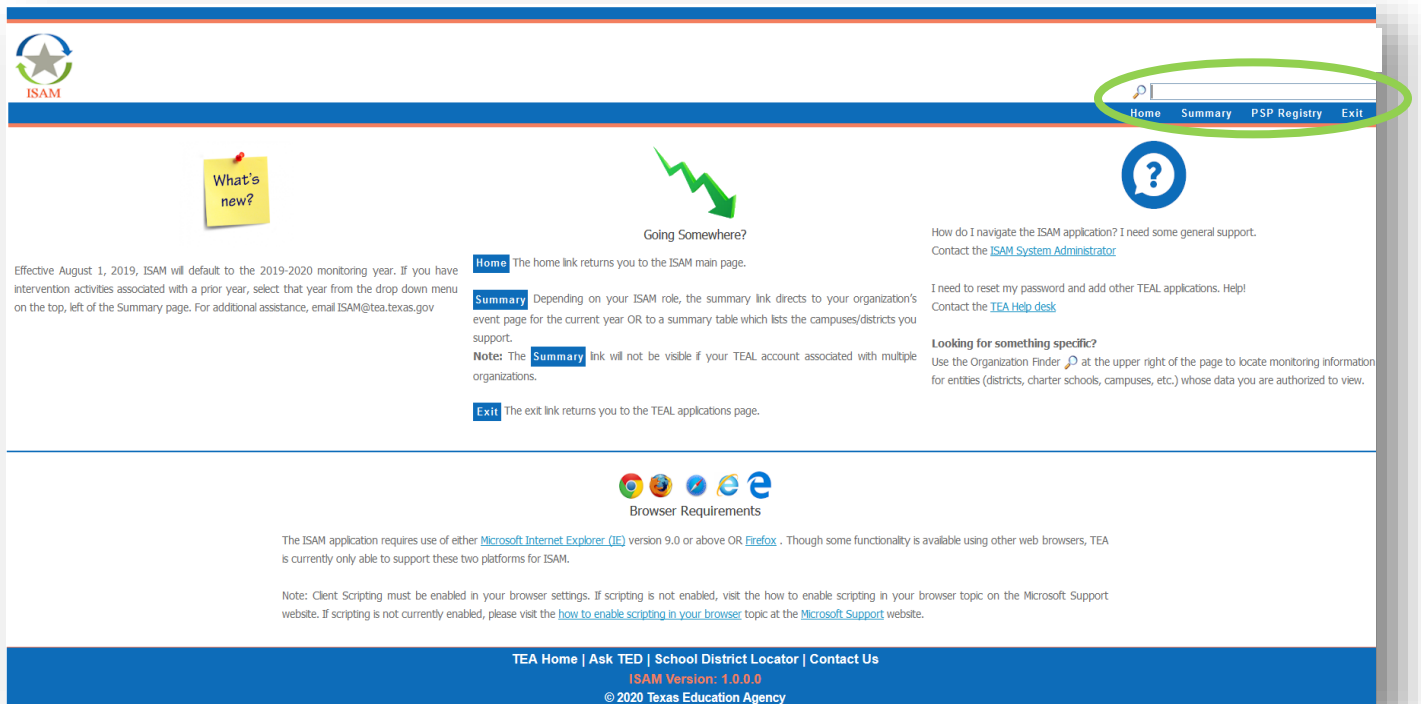 ISAM
Home Summary PSP Registry Exit
What's
new?
Effective August 1, 2019, ISAM will default to the 2019-2020 monitoring year. If you have
intervention activities associated with a prior year, select that year from the drop down menu
on the top, left of the Summary page. For additional assistance, email ISAM@tea.texas.gov
Going Somewhere?
Home The home link returns you to the ISAM main page.
Summary Depending on your ISAM role, the summary link directs to your organization's
event page for the current year OR to a summary table which lists the campuses/districts you
support.
Note: The Summary link will not be visible if your TEAL account associated with multiple
organizations.
Exit The exit link returns you to the TEAL applications page.
?
How do I navigate the ISAM application? I need some general support.
Contact the ISAM System Administrator
I need to reset my password and add other TEAL applications. Help!
Contact the TEA Help desk
Looking for something specific?
Use the Organization Finder at the upper right of the page to locate monitoring information
for entities (districts, charter schools, campuses, etc.) whose data you are authorized to view.
Browser Requirements
The ISAM application requires use of either Microsoft Internet Explorer (IE) version 9.0 or above OR Firefox . Though some functionality is available using other web browsers, TEA
is currently only able to support these two platforms for ISAM.
Note: Client Scripting must be enabled in your browser settings. If scripting is not enabled, visit the how to enable scripting in your browser topic on the Microsoft Support
website. If scripting is not currently enabled, please visit the how to enable scripting in your browser topic at the Microsoft Support website.
TEA Home | Ask TED | School District Locator | Contact Us
ISAM Version: 1.0.0.0
© 2020 Texas Education Agency